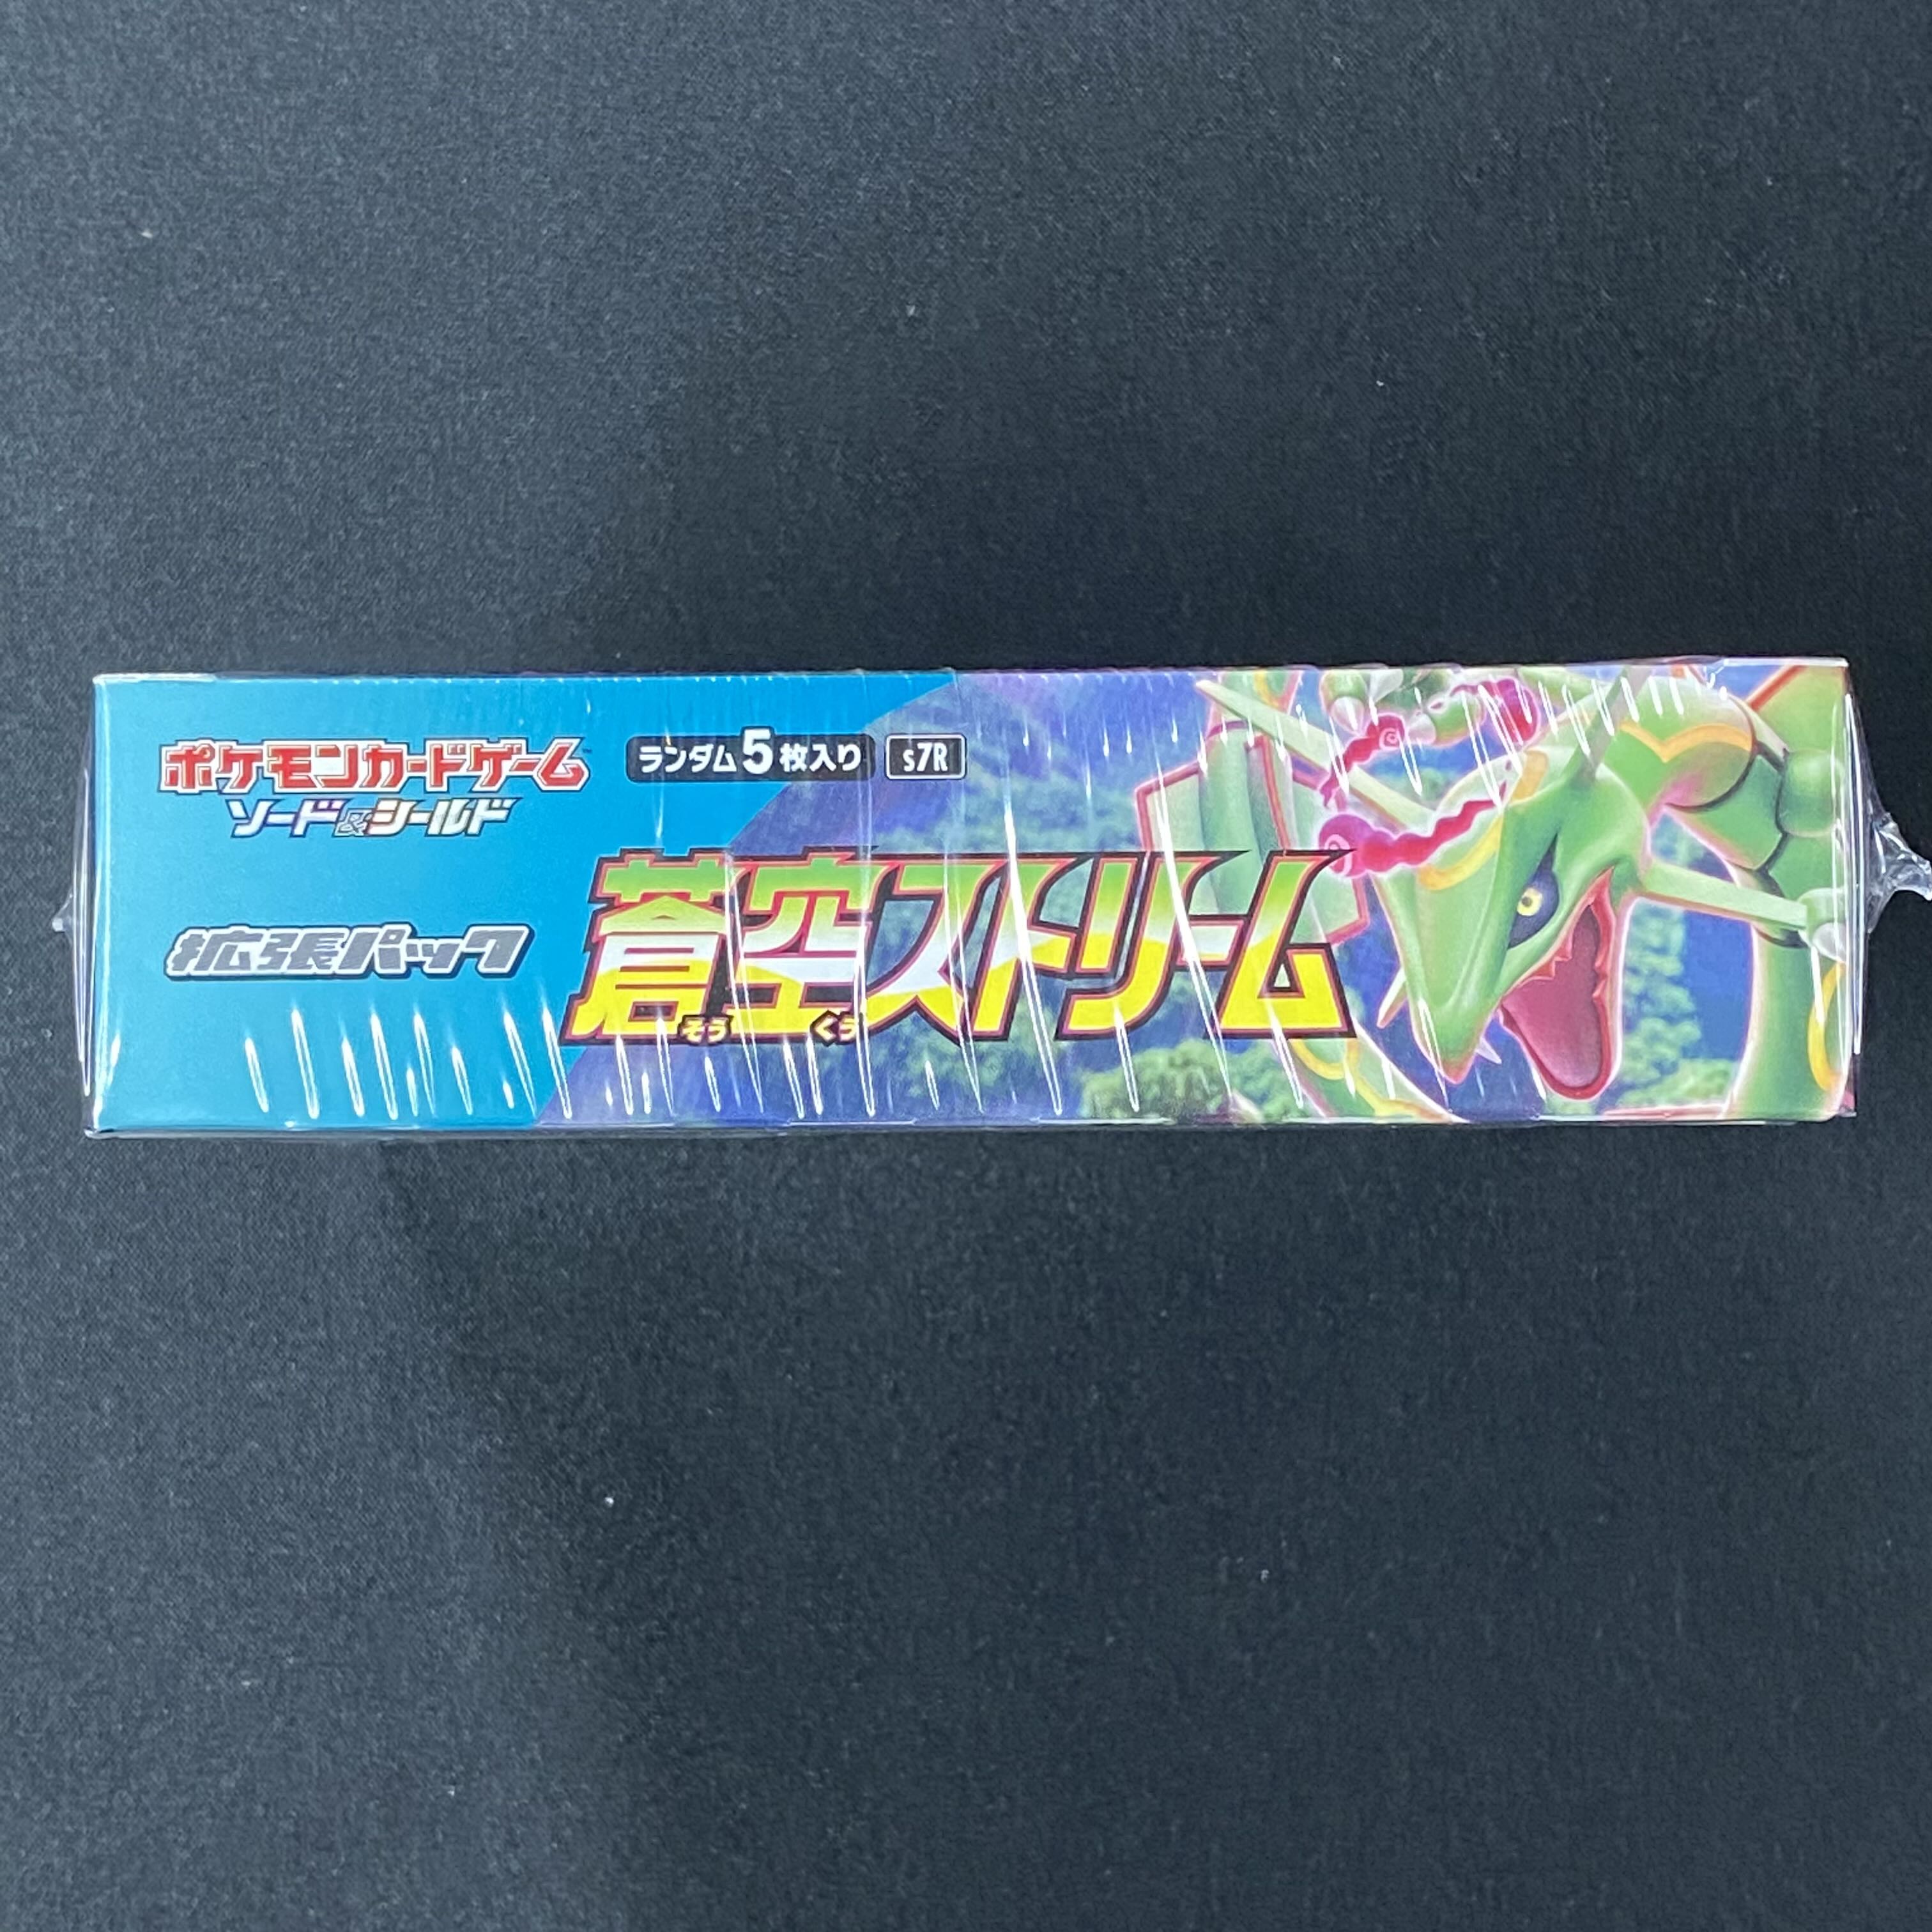 ポケモンカードゲーム™
ソード&シールド
ランダム5枚入り s7R
拡張パック
蒼空ストリーム
そう くう